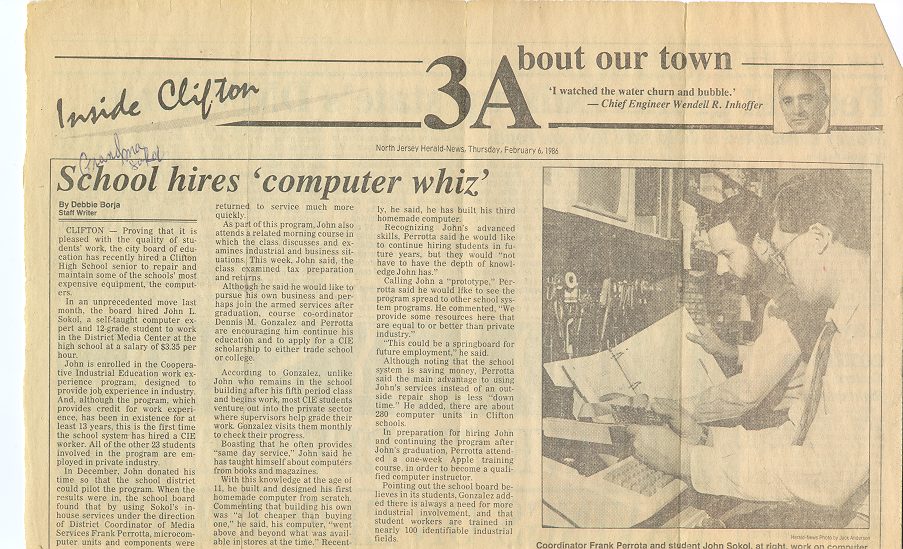 Inside Clifton
3A
bout our town
'I watched the water churn and bubble.'
— Chief Engineer Wendell R. Inhoffer
North Jersey Herald-News, Thursday, February 6, 1986
Grandma
Sokol
School hires 'computer whiz'
By Debbie Borja
Staff Writer
CLIFTON — Proving that it is
pleased with the quality of stu-
dents' work, the city board of edu-
cation has recently hired a Clifton
High School senior to repair and
maintain some of the schools' most
expensive equipment, the comput-
ers.
In an unprecedented move last
month, the board hired John L.
Sokol, a self-taught computer ex-
pert and 12-grade student to work
in the District Media Center at the
high school at a salary of $3.35 per
hour.
John is enrolled in the Coopera-
tive Industrial Education work ex-
perience program, designed to
provide job experience in industry.
And, although the program, which
provides credit for work experi-
ence, has been in existence for at
least 13 years, this is the first time
the school system has hired a CIE
worker. All of the other 23 students
involved in the program are em-
ployed in private industry.
In December, John donated his
time so that the school district
could pilot the program. When the
results were in, the school board
found that by using Sokol's in-
house services under the direction
of District Coordinator of Media
Services Frank Perrotta, microcom-
puter units and components were
returned to service much more
quickly.
As part of this program, John also
attends a related morning course in
which the class discusses and ex-
amines industrial and business sit-
uations. This week, John said, the
class examined tax preparation
and returns.
Although he said he would like to
pursue his own business and per-
haps join the armed services after
graduation, course co-ordinator
Dennis M. Gonzalez and Perrotta
are encouraging him continue his
education and to apply for a CIE
scholarship to either trade school
or college.
According to Gonzalez, unlike
John who remains in the school
building after his fifth period class
and begins work, most CIE students
venture out into the private sector
where supervisors help grade their
work. Gonzalez visits them monthly
to check their progress.
Boasting that he often provides
"same day service," John said he
has taught himself about computers
from books and magazines.
With this knowledge at the age of
11, he built and designed his first
homemade computer from scratch.
Commenting that building his own
was "a lot cheaper than buying
one," he said, his computer, "went
above and beyond what was avail-
able in stores at the time." Recent-
ly, he said, he has built his third
homemade computer.
Recognizing John's advanced
skills, Perrotta said he would like
to continue hiring students in fu-
ture years, but they would "not
have to have the depth of knowl-
edge John has."
Calling John a "prototype," Per-
rotta said he would like to see the
program spread to other school sys-
tem programs. He commented, "We
provide some resources here that
are equal to or better than private
industry."
"This could be a springboard for
future employment," he said.
Although noting that the school
system is saving money, Perrotta
said the main advantage to using
John's services instead of an out-
side repair shop is less "down
time." He added, there are about
280 computer units in Clifton
schools.
In preparation for hiring John
and continuing the program after
John's graduation, Perrotta attend-
ed a one-week Apple training
course, in order to become a quali-
fied computer instructor.
Pointing out the school board be-
lieves in its students, Gonzalez add-
ed there is always a need for more
industrial involvement, and that
student workers are trained in
nearly 100 identifiable industrial
fields.
Herald-News Photo by Jack Anderson
Coordinator Frank Perrota and student John Sokol, at right, work on computer